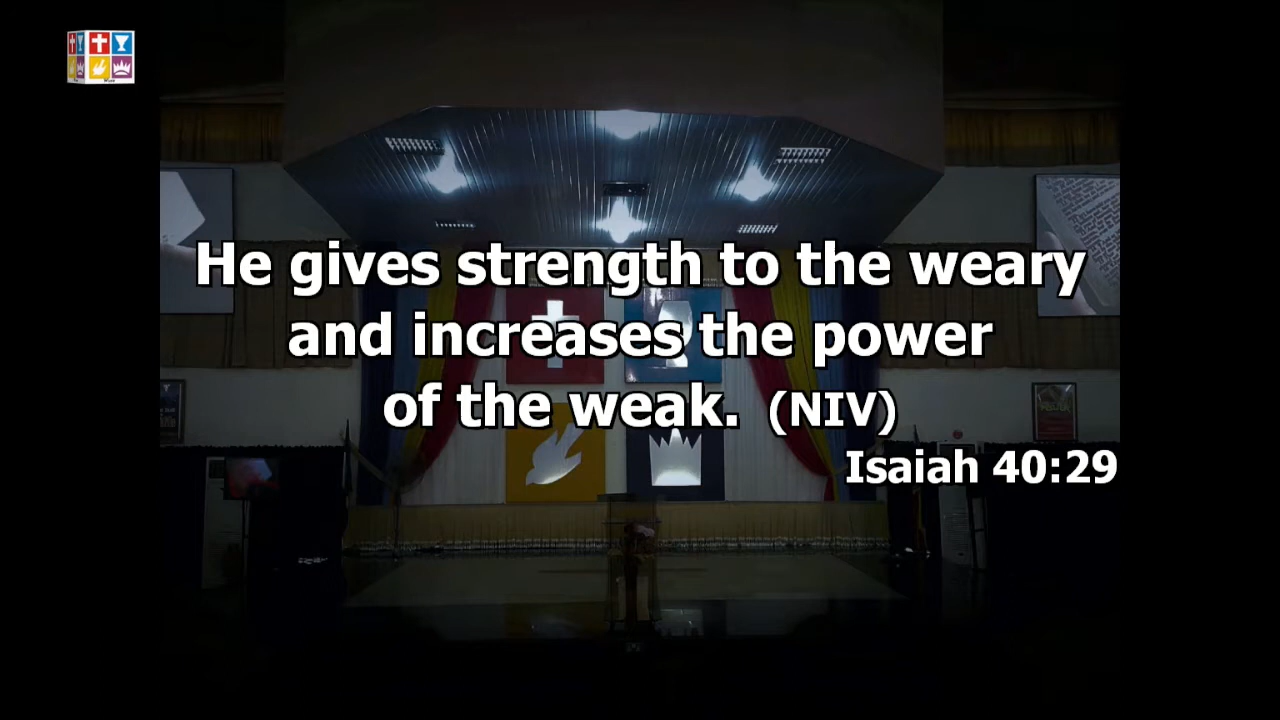 He gives strength to the weary
and increases the power
of the weak. (NIV)
Isaiah 40:29